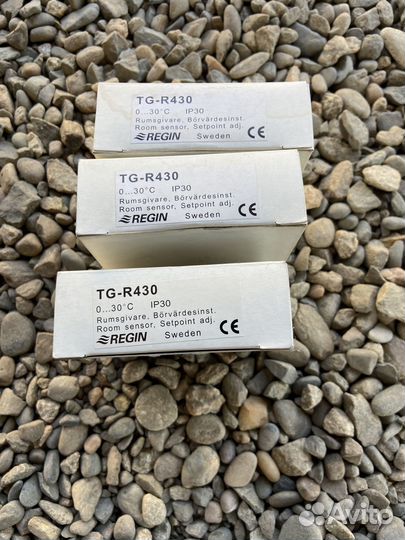 TG-R430
0...30°C IP30
Rumsgivare, Börvärdesinst.
Room sensor, Setpoint adj.
REGIN Sweden CE
TG-R430
0...30°C IP30
Rumsgivare, Börvärdesinst.
Room sensor, Setpoint adj.
REGIN Sweden CE
TG-R430
0...30°C IP30
Rumsgivare, Börvärdesinst.
Room sensor, Setpoint adj.
REGIN Sweden CE
Avito